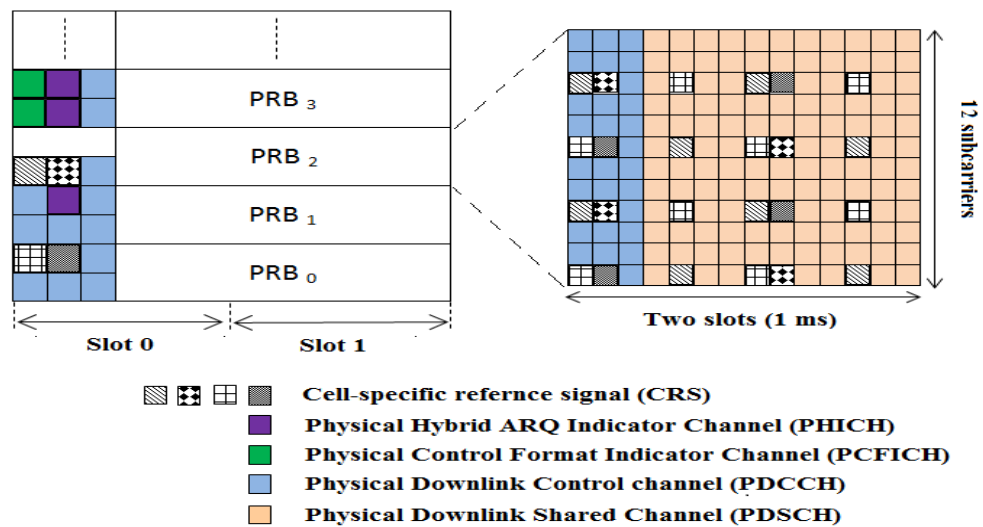 PRB 3
PRB 2
PRB 1
PRB 0
Slot 0
Slot 1
12 subcarriers
Two slots (1 ms)
Cell-specific refernce signal (CRS)
Physical Hybrid ARQ Indicator Channel (PHICH)
Physical Control Format Indicator Channel (PCFICH)
Physical Downlink Control channel (PDCCH)
Physical Downlink Shared Channel (PDSCH)